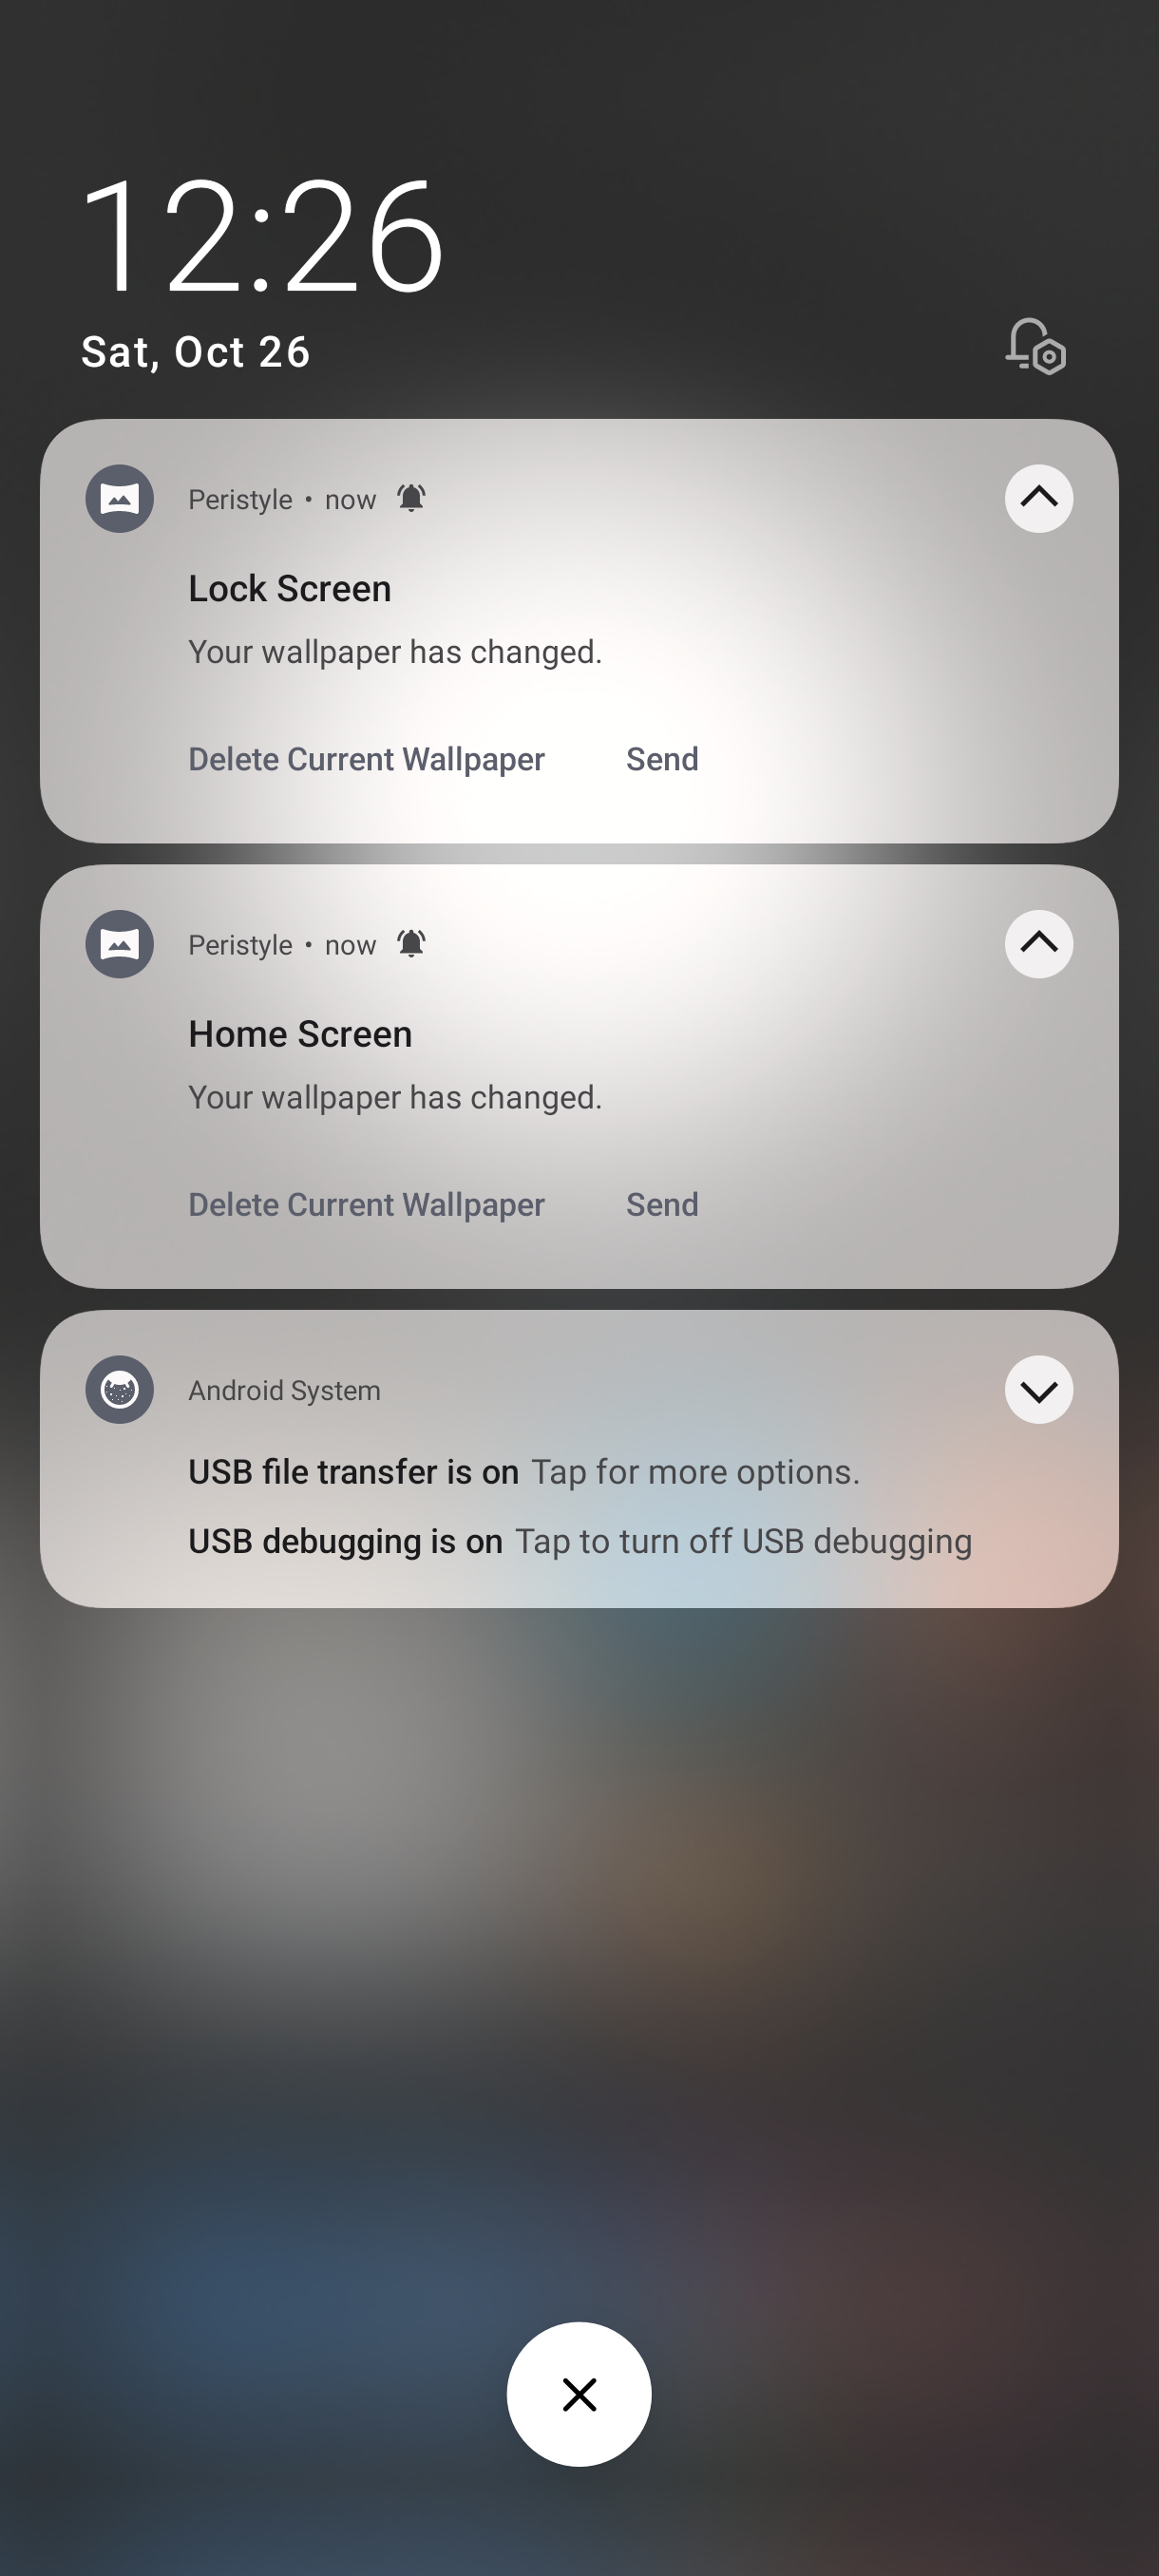 12:26
Sat, Oct 26
Peristyle • now
Lock Screen
Your wallpaper has changed.
Delete Current Wallpaper Send
Peristyle • now
Home Screen
Your wallpaper has changed.
Delete Current Wallpaper Send
Android System
USB file transfer is on Tap for more options.
USB debugging is on Tap to turn off USB debugging